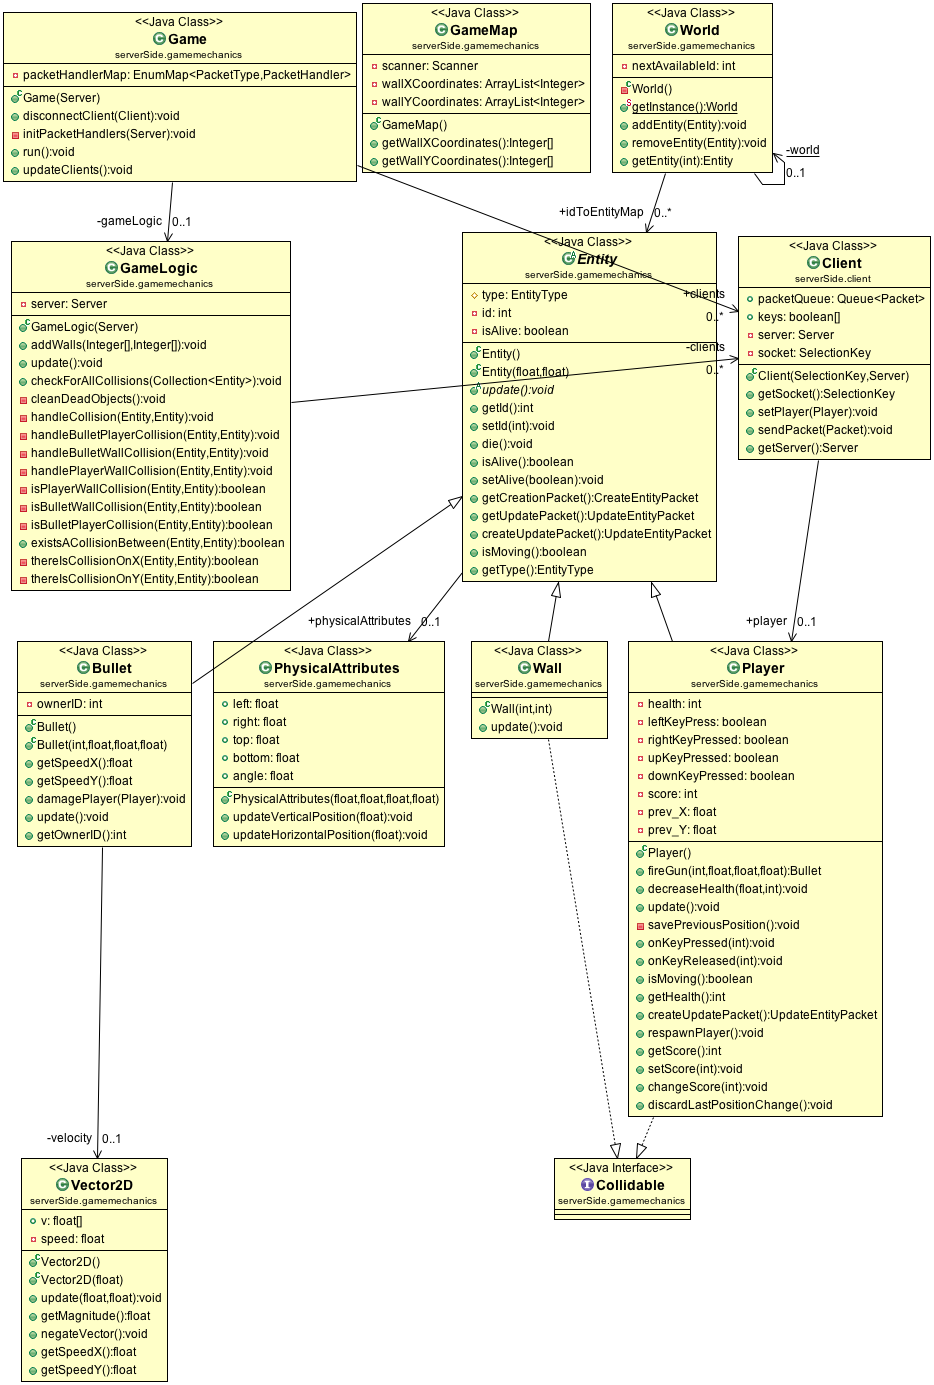 <<Java Class>>
Game
serverSide.gamemechanics
packetHandlerMap: EnumMap<PacketType,PacketHandler>
Game(Server)
disconnectClient(Client):void
initPacketHandlers(Server):void
run():void
updateClients():void
<<Java Class>>
GameMap
serverSide.gamemechanics
scanner: Scanner
wallXCoordinates: ArrayList<Integer>
wallYCoordinates: ArrayList<Integer>
GameMap()
getWallXCoordinates():Integer[]
getWallYCoordinates():Integer[]
<<Java Class>>
World
serverSide.gamemechanics
nextAvailableId: int
World()
getInstance():World
addEntity(Entity):void
removeEntity(Entity):void
getEntity(int):Entity
-world
0..1
-gameLogic
0..1
+idToEntityMap
0..*
+clients
0..*
-clients
0..*
<<Java Class>>
GameLogic
serverSide.gamemechanics
server: Server
GameLogic(Server)
addWalls(Integer[],Integer[]):void
update():void
checkForAllCollisions(Collection<Entity>):void
cleanDeadObjects():void
handleCollision(Entity,Entity):void
handleBulletPlayerCollision(Entity,Entity):void
handleBulletWallCollision(Entity,Entity):void
handlePlayerWallCollision(Entity,Entity):void
isPlayerWallCollision(Entity,Entity):boolean
isBulletWallCollision(Entity,Entity):boolean
isBulletPlayerCollision(Entity,Entity):boolean
existsACollisionBetween(Entity,Entity):boolean
thereIsCollisionOnX(Entity,Entity):boolean
thereIsCollisionOnY(Entity,Entity):boolean
<<Java Class>>
Entity
serverSide.gamemechanics
type: EntityType
id: int
isAlive: boolean
Entity()
Entity(float,float)
update():void
getId():int
setId(int):void
die():void
isAlive():boolean
setAlive(boolean):void
getCreationPacket():CreateEntityPacket
getUpdatePacket():UpdateEntityPacket
createUpdatePacket():UpdateEntityPacket
isMoving():boolean
getType():EntityType
<<Java Class>>
Client
serverSide.client
packetQueue: Queue<Packet>
keys: boolean[]
server: Server
socket: SelectionKey
Client(SelectionKey,Server)
getSocket():SelectionKey
setPlayer(Player):void
sendPacket(Packet):void
getServer():Server
+physicalAttributes
0..1
+player
0..1
<<Java Class>>
Bullet
serverSide.gamemechanics
ownerID: int
Bullet()
Bullet(int,float,float,float)
getSpeedX():float
getSpeedY():float
damagePlayer(Player):void
update():void
getOwnerID():int
<<Java Class>>
PhysicalAttributes
serverSide.gamemechanics
left: float
right: float
top: float
bottom: float
angle: float
PhysicalAttributes(float,float,float,float)
updateVerticalPosition(float):void
updateHorizontalPosition(float):void
<<Java Class>>
Wall
serverSide.gamemechanics
Wall(int,int)
update():void
<<Java Class>>
Player
serverSide.gamemechanics
health: int
leftKeyPress: boolean
rightKeyPressed: boolean
upKeyPressed: boolean
downKeyPressed: boolean
score: int
prev_X: float
prev_Y: float
Player()
fireGun(int,float,float,float):Bullet
decreaseHealth(float,int):void
update():void
savePreviousPosition():void
onKeyPressed(int):void
onKeyReleased(int):void
isMoving():boolean
getHealth():int
createUpdatePacket():UpdateEntityPacket
respawnPlayer():void
getScore():int
setScore(int):void
changeScore(int):void
discardLastPositionChange():void
-velocity
0..1
<<Java Class>>
Vector2D
serverSide.gamemechanics
v: float[]
speed: float
Vector2D()
Vector2D(float)
update(float,float):void
getMagnitude():float
negateVector():void
getSpeedX():float
getSpeedY():float
<<Java Interface>>
Collidable
serverSide.gamemechanics